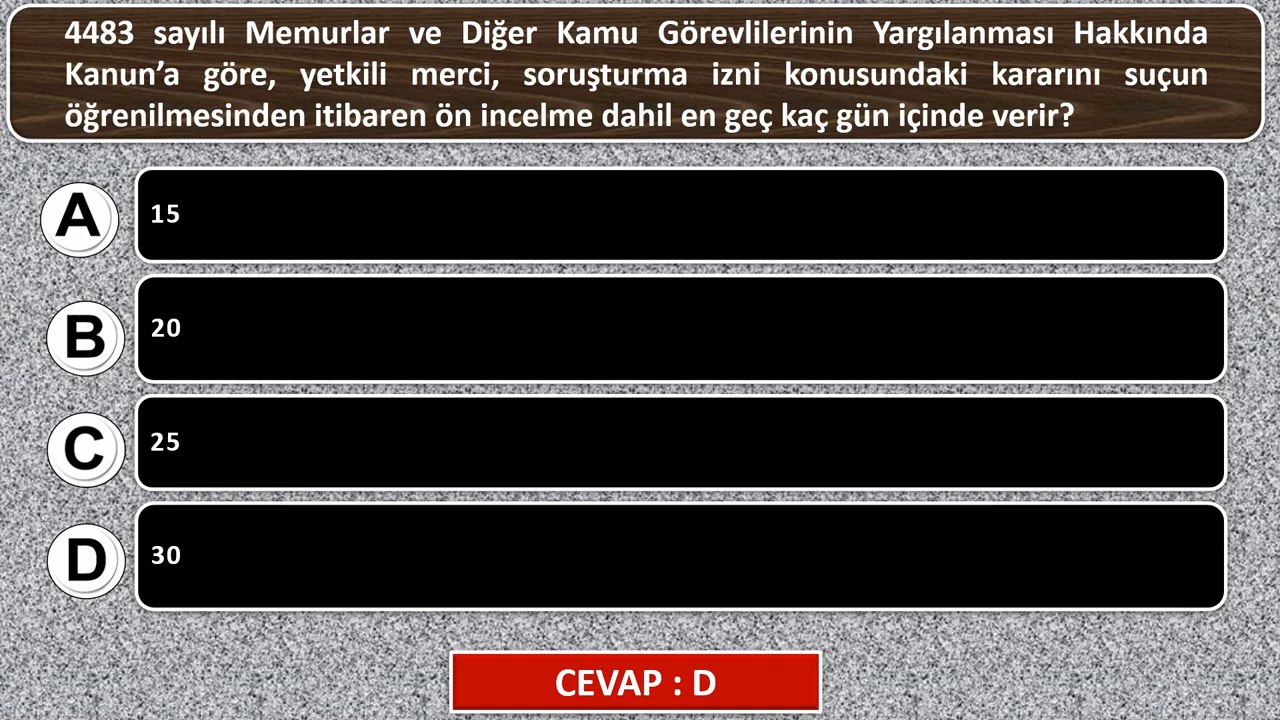 4483 sayılı Memurlar ve Diğer Kamu Görevlilerinin Yargılanması Hakkında
Kanun’a göre, yetkili merci, soruşturma izni konusundaki kararını suçun
öğrenilmesinden itibaren ön incelme dahil en geç kaç gün içinde verir?
A 15
B 20
C 25
D 30
CEVAP : D